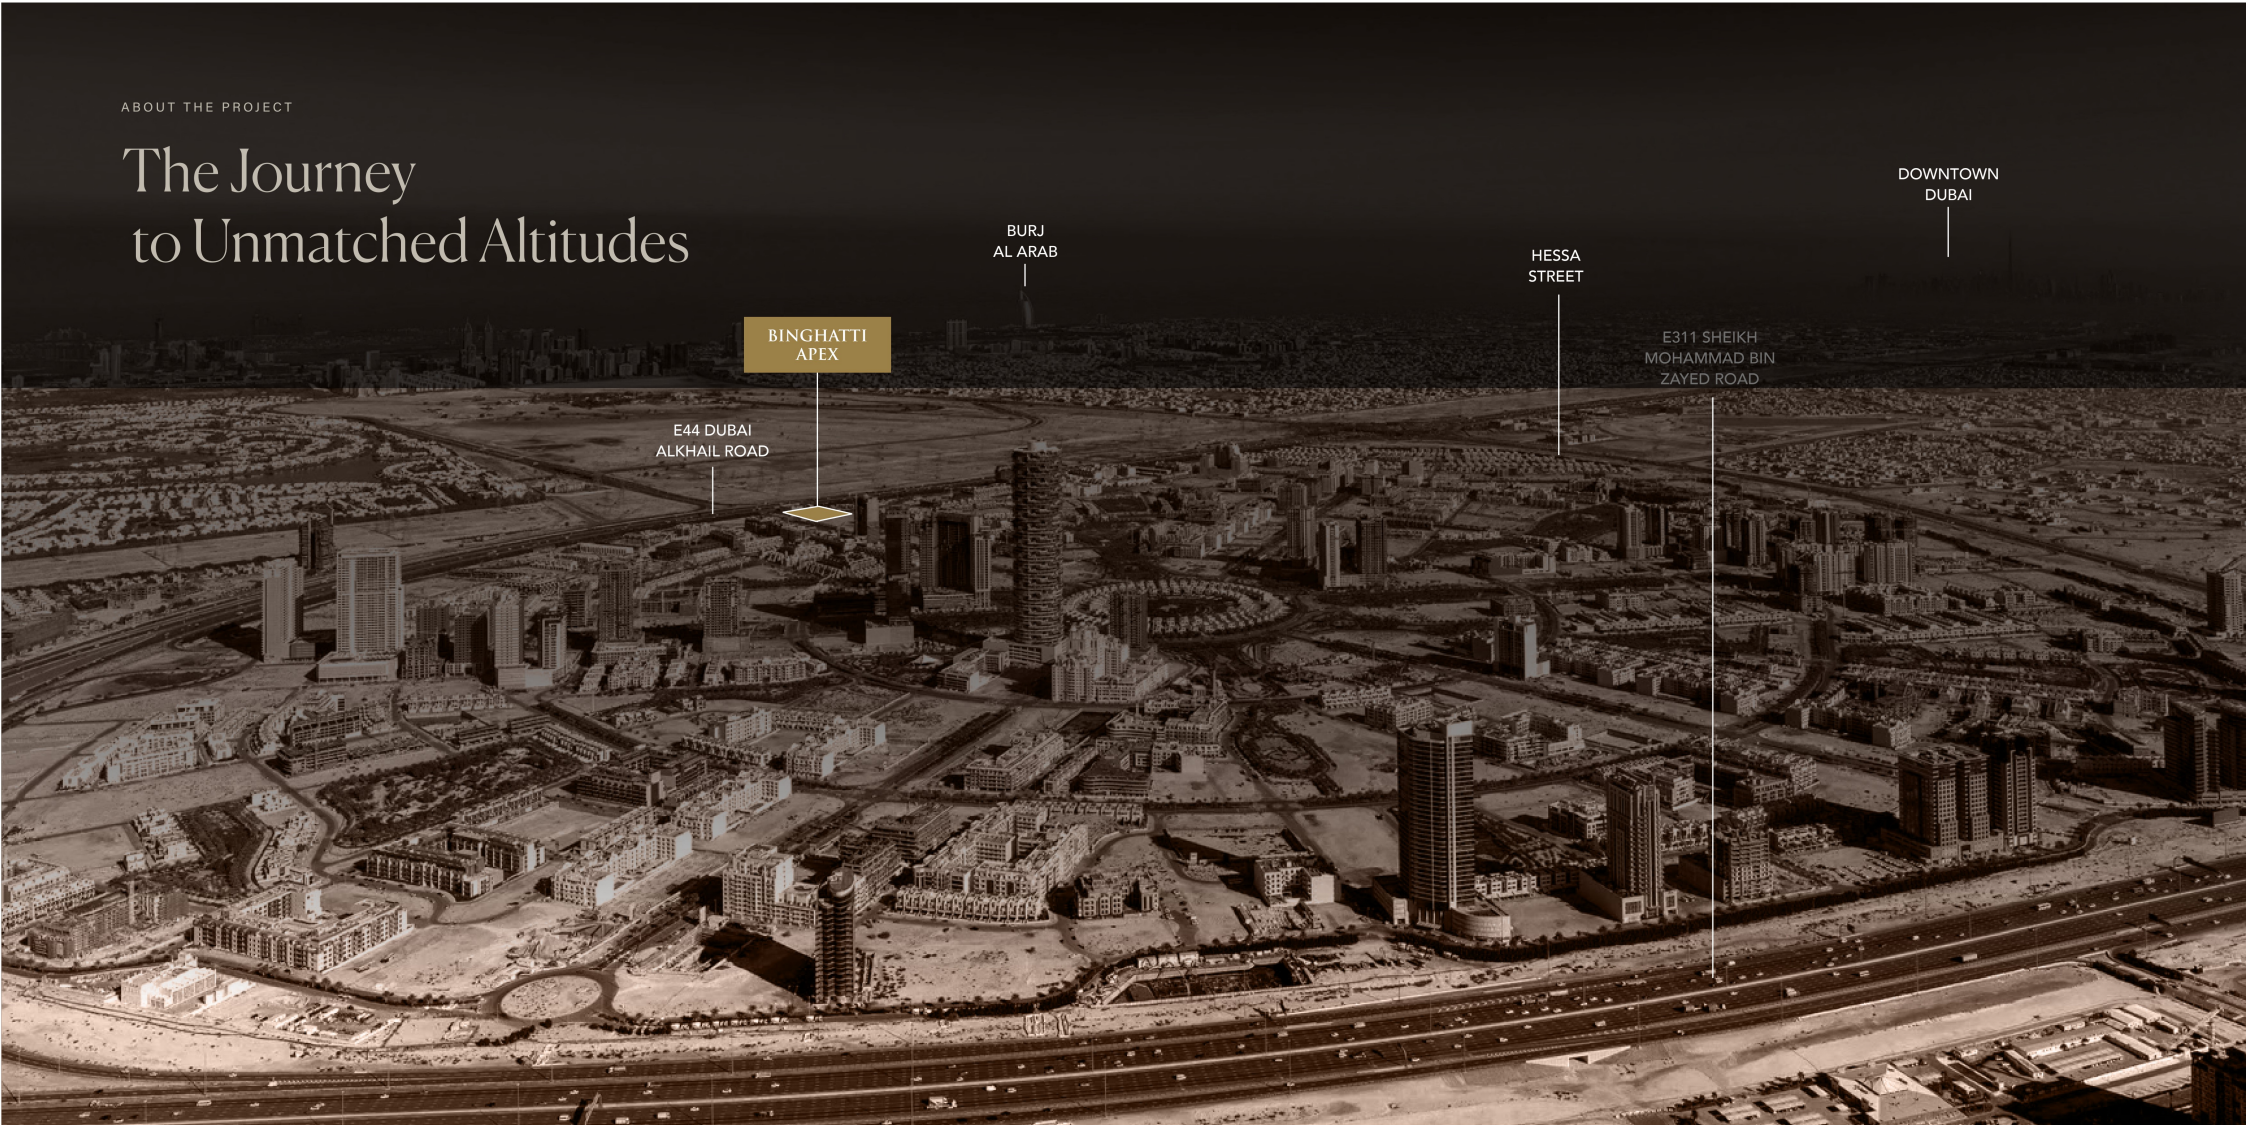 ABOUT THE PROJECT
The Journey
to Unmatched Altitudes
DOWNTOWN
DUBAI
BURJ
AL ARAB
HESSA
STREET
BINGHATTI
APEX
E311 SHEIKH
MOHAMMAD BIN
ZAYED ROAD
E44 DUBAI
ALKHAIL ROAD